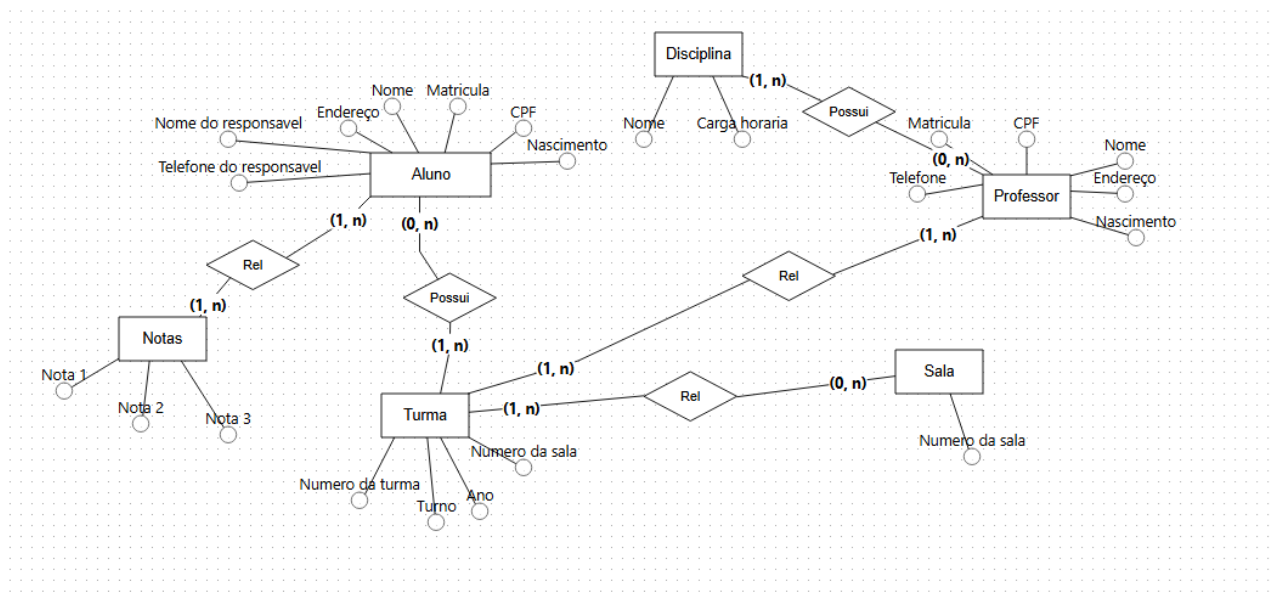 Disciplina
(1, n)
Possui
Nome
Carga horaria
Nome
Matricula
Endereço
CPF
Nome do responsavel
Nascimento
Telefone do responsavel
Aluno
Matricula
CPF
Nome
(0, n)
Telefone
Endereço
Professor
Nascimento
(1, n)
(0, n)
(1, n)
Rel
Rel
Possui
(1, n)
Notas
(1, n)
Nota 1
Nota 2
Nota 3
(1, n)
(0, n)
Sala
Rel
(1, n)
Turma
Numero da sala
Numero da sala
Numero da turma
Turno
Ano